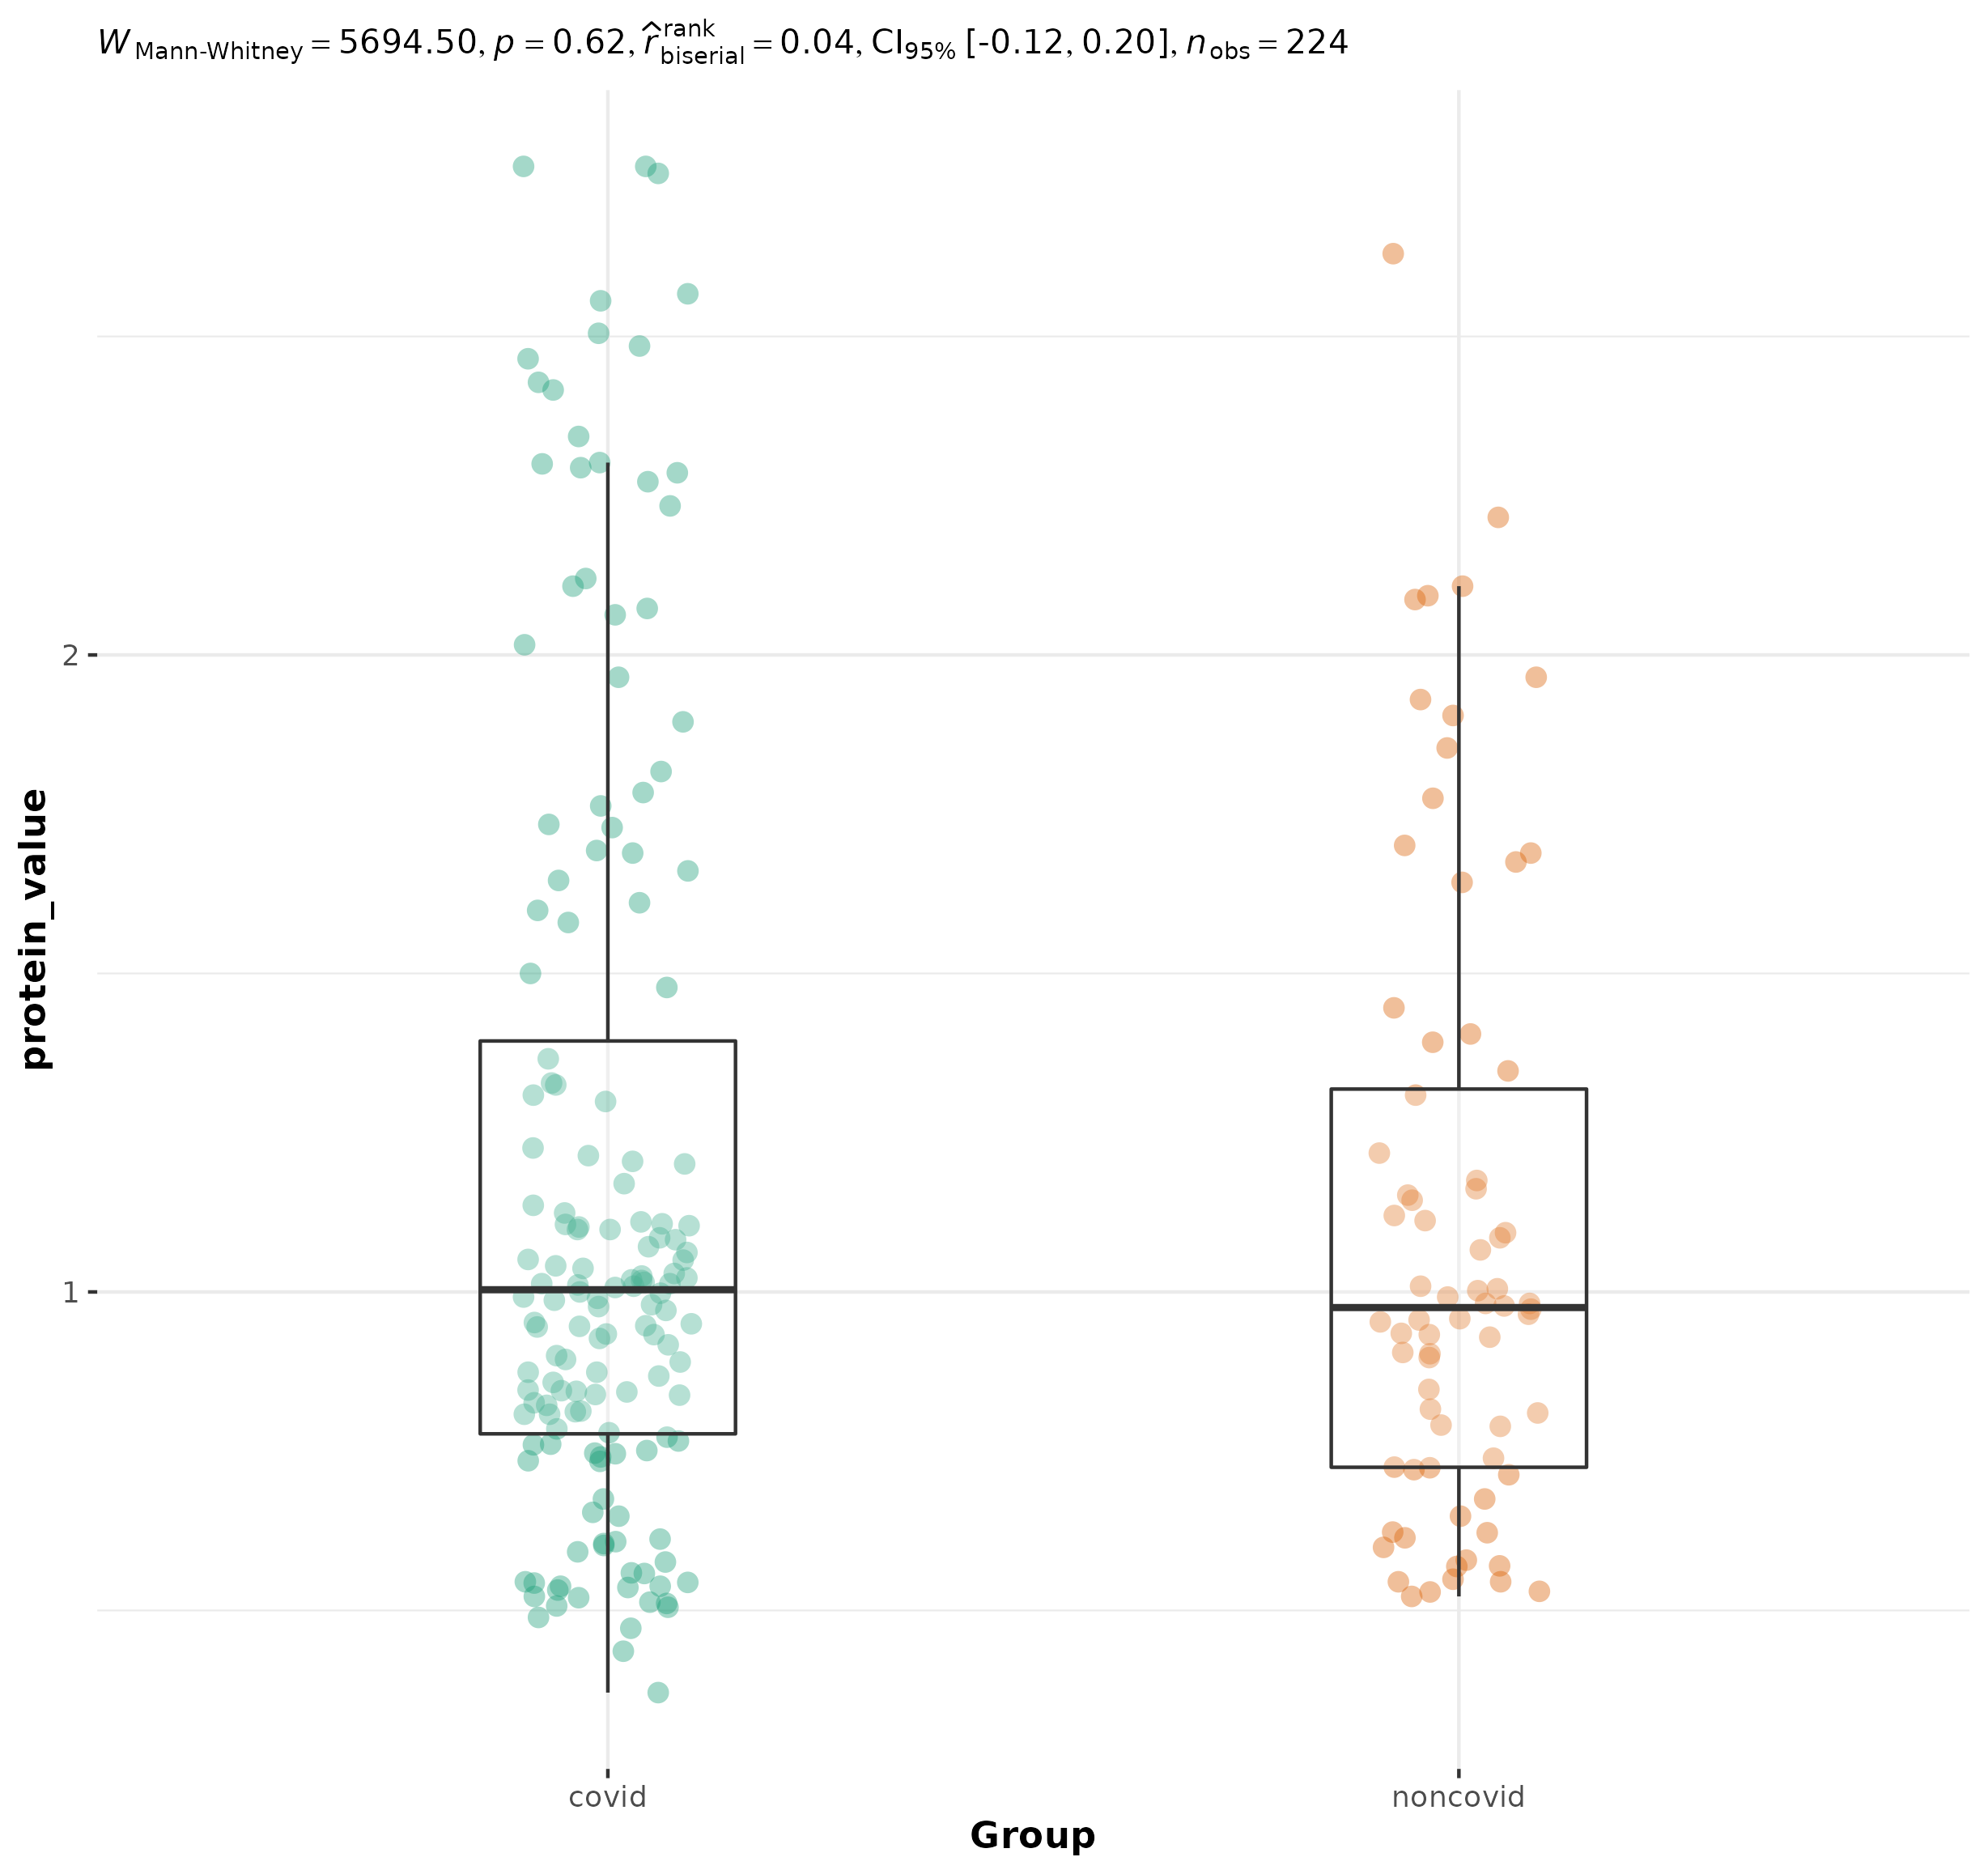 W Mann-Whitney = 5694.50, p = 0.62, r̂ rank biserial = 0.04, CI95% [-0.12, 0.20], nobs = 224
protein_value
2
1
covid noncovid
Group